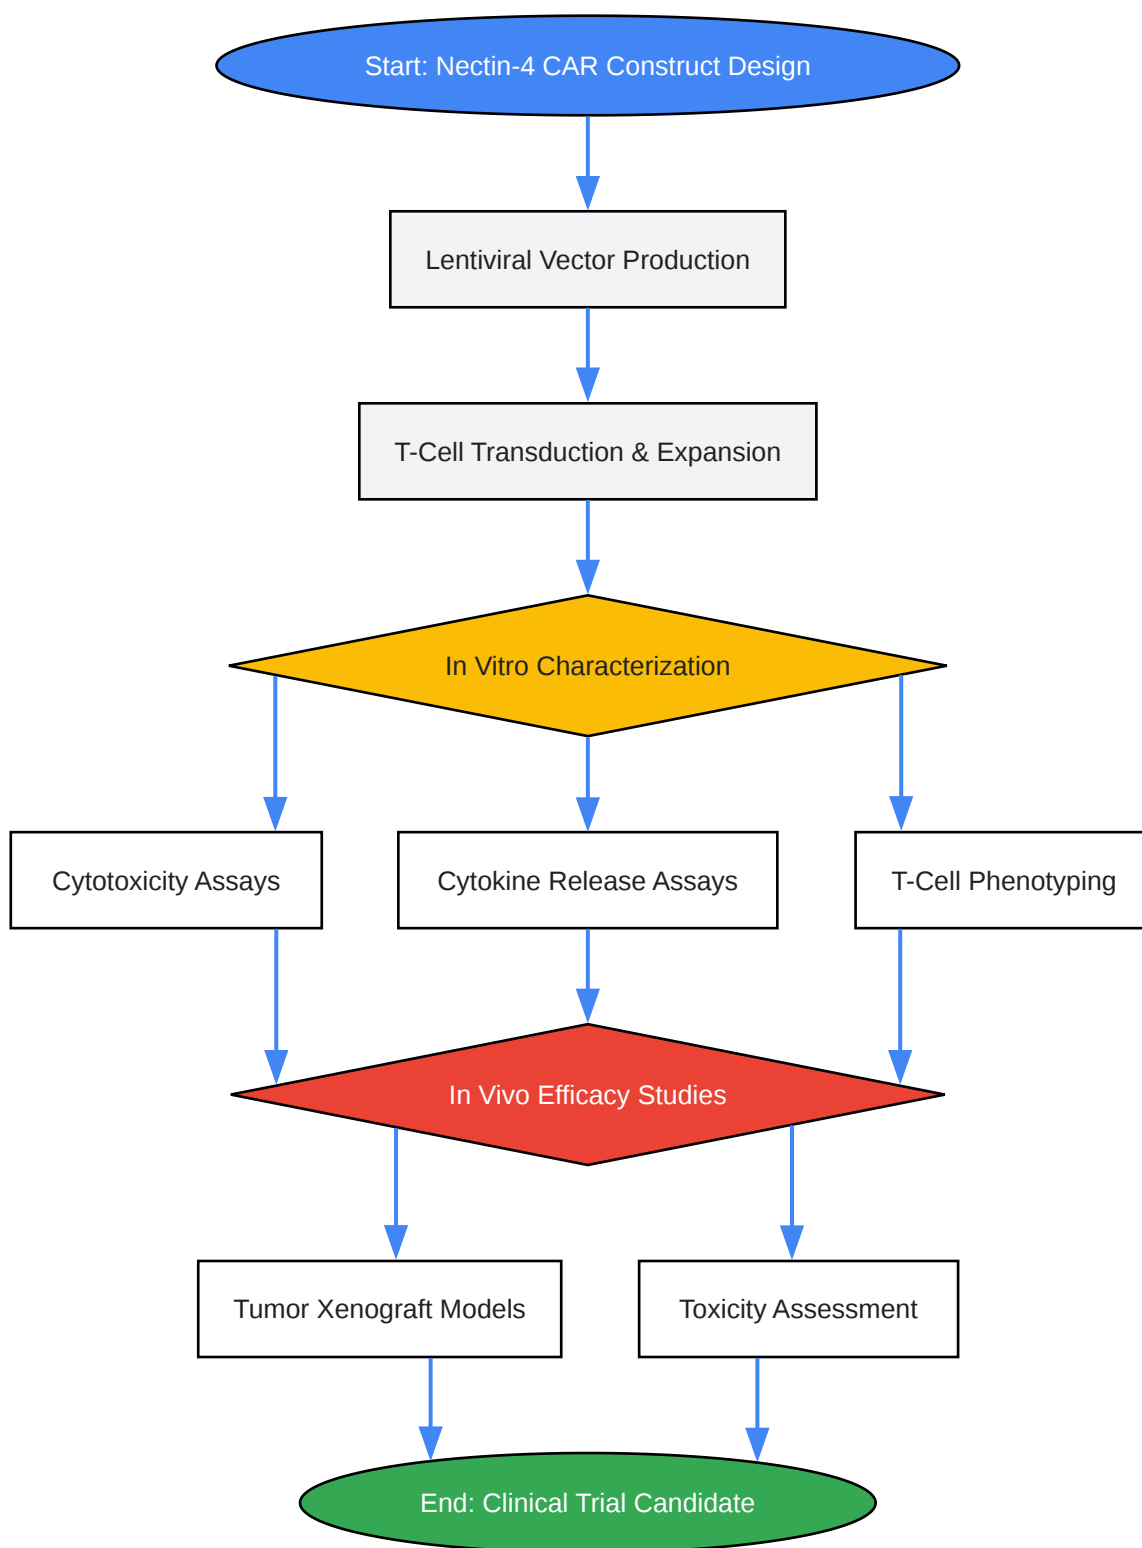 Start: Nectin-4 CAR Construct Design
Lentiviral Vector Production
T-Cell Transduction & Expansion
In Vitro Characterization
Cytotoxicity Assays
Cytokine Release Assays
T-Cell Phenotyping
In Vivo Efficacy Studies
Tumor Xenograft Models
Toxicity Assessment
End: Clinical Trial Candidate